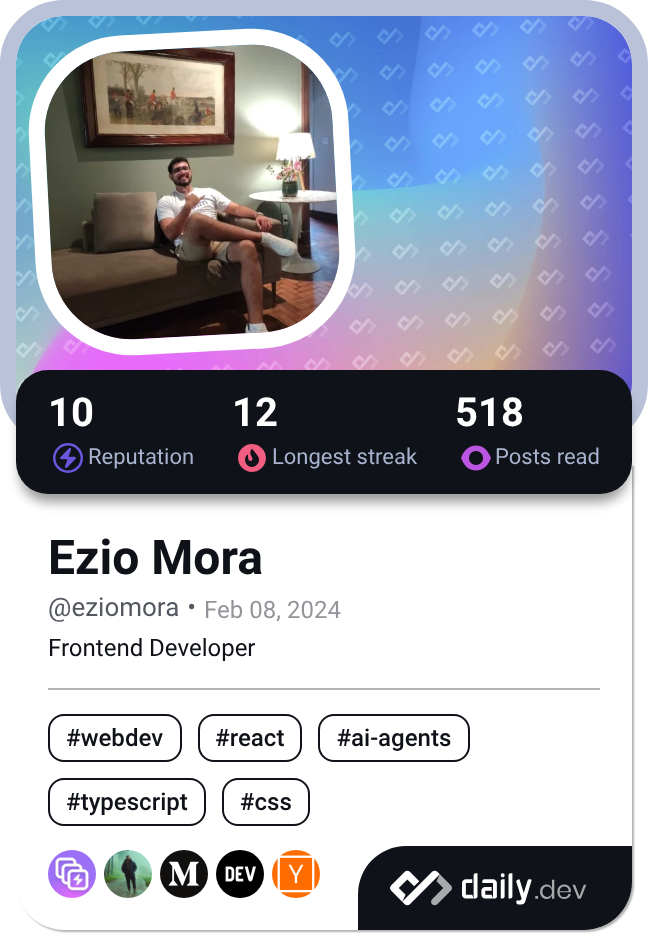 10 12 518
Reputation Longest streak Posts read
Ezio Mora
@eziomora • Feb 08, 2024
Frontend Developer
#webdev #react #ai-agents
#typescript #css
M DEV Y
daily.dev